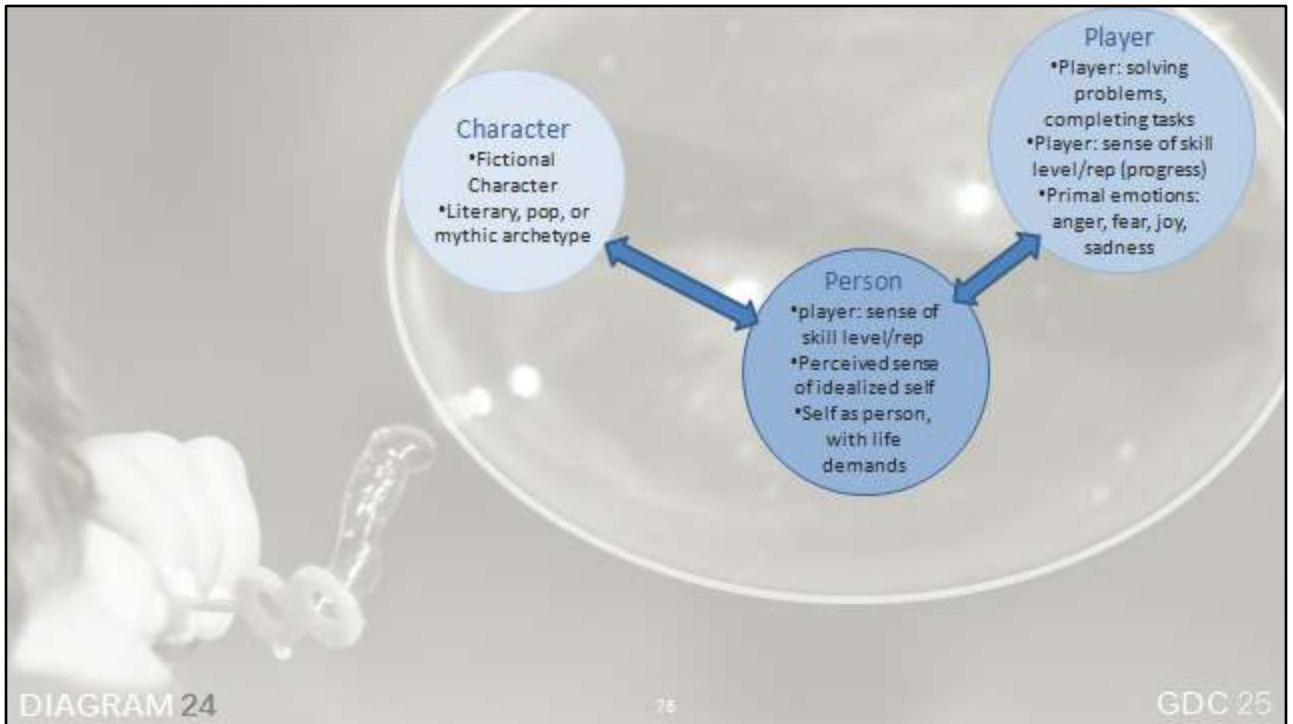 Character
•Fictional
Character
•Literary, pop, or
mythic archetype
Player
•Player: solving
problems,
completing tasks
•Player: sense of skill
level/rep (progress)
•Primal emotions:
anger, fear, joy,
sadness
Person
•player: sense of
skill level/rep
•Perceived sense
of idealized self
•Self as person,
with life
demands
DIAGRAM 24
GDC 25